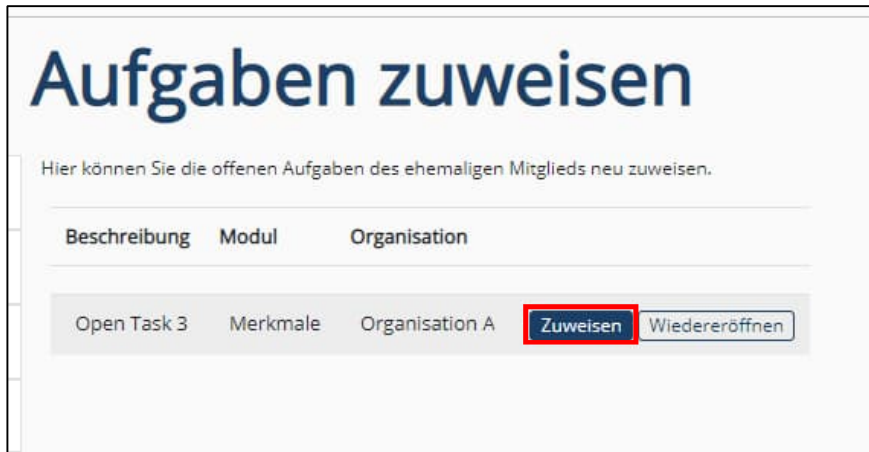 Aufgaben zuweisen
Hier können Sie die offenen Aufgaben des ehemaligen Mitglieds neu zuweisen.
Beschreibung Modul Organisation
Open Task 3 Merkmale Organisation A Zuweisen Wiedereröffnen